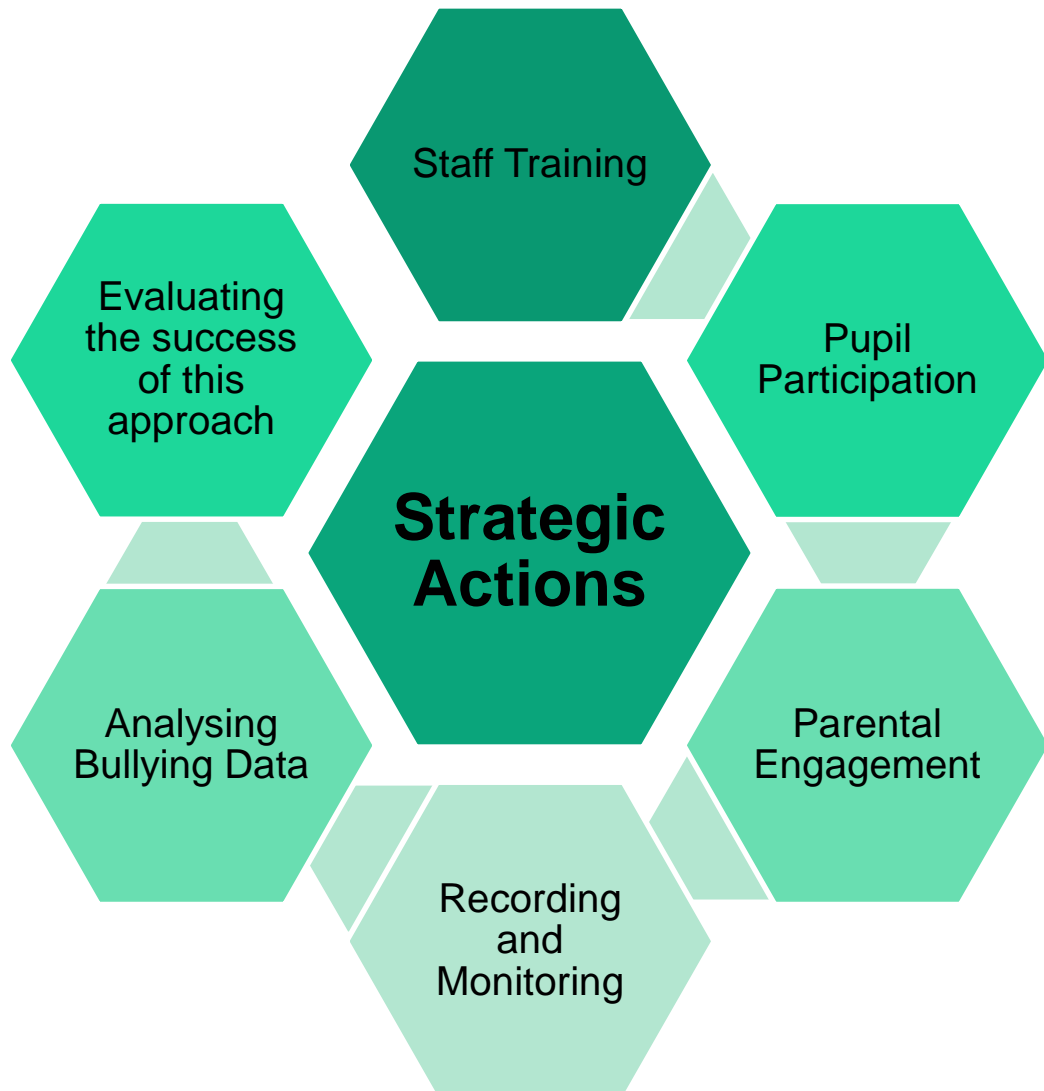 Staff Training
Evaluating
the success
of this
approach
Pupil
Participation
Strategic
Actions
Analysing
Bullying Data
Parental
Engagement
Recording
and
Monitoring